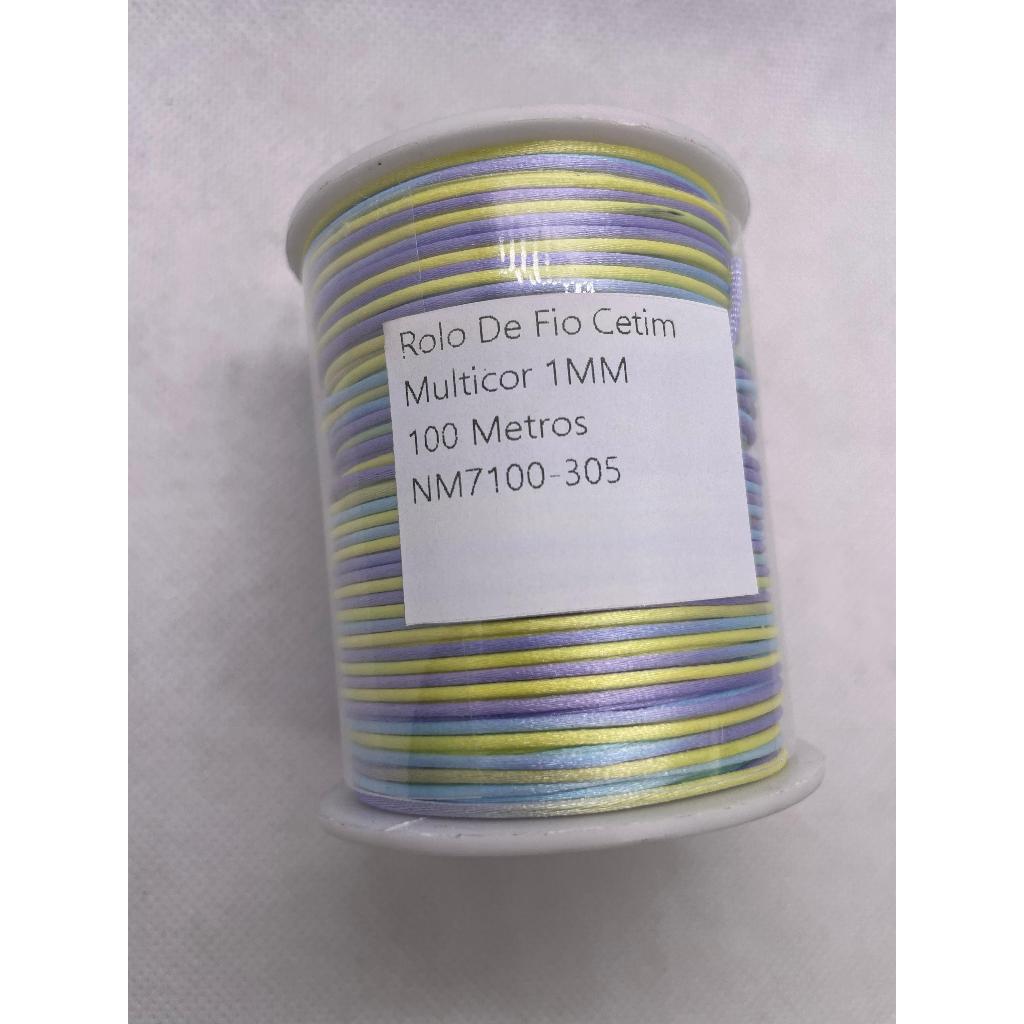 Rolo De Fio Cetim
Multicor 1MM
100 Metros
NM7100-305